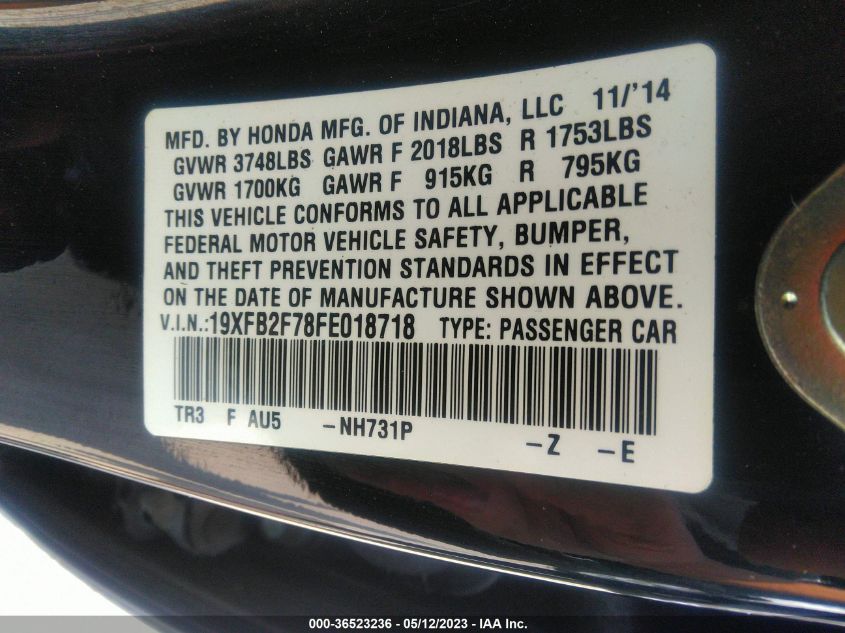 MFD. BY HONDA MFG. OF INDIANA, LLC 11/'14
GVWR 3748LBS GAWR F 2018LBS R 1753LBS
GVWR 1700KG GAWR F 915KG R 795KG
THIS VEHICLE CONFORMS TO ALL APPLICABLE
FEDERAL MOTOR VEHICLE SAFETY, BUMPER,
AND THEFT PREVENTION STANDARDS IN EFFECT
ON THE DATE OF MANUFACTURE SHOWN ABOVE.
V.I.N.:19XFB2F78FE018718 TYPE: PASSENGER CAR
TR3 F AU5 -NH731P -Z -E
000-36523236 - 05/12/2023 - IAA Inc.